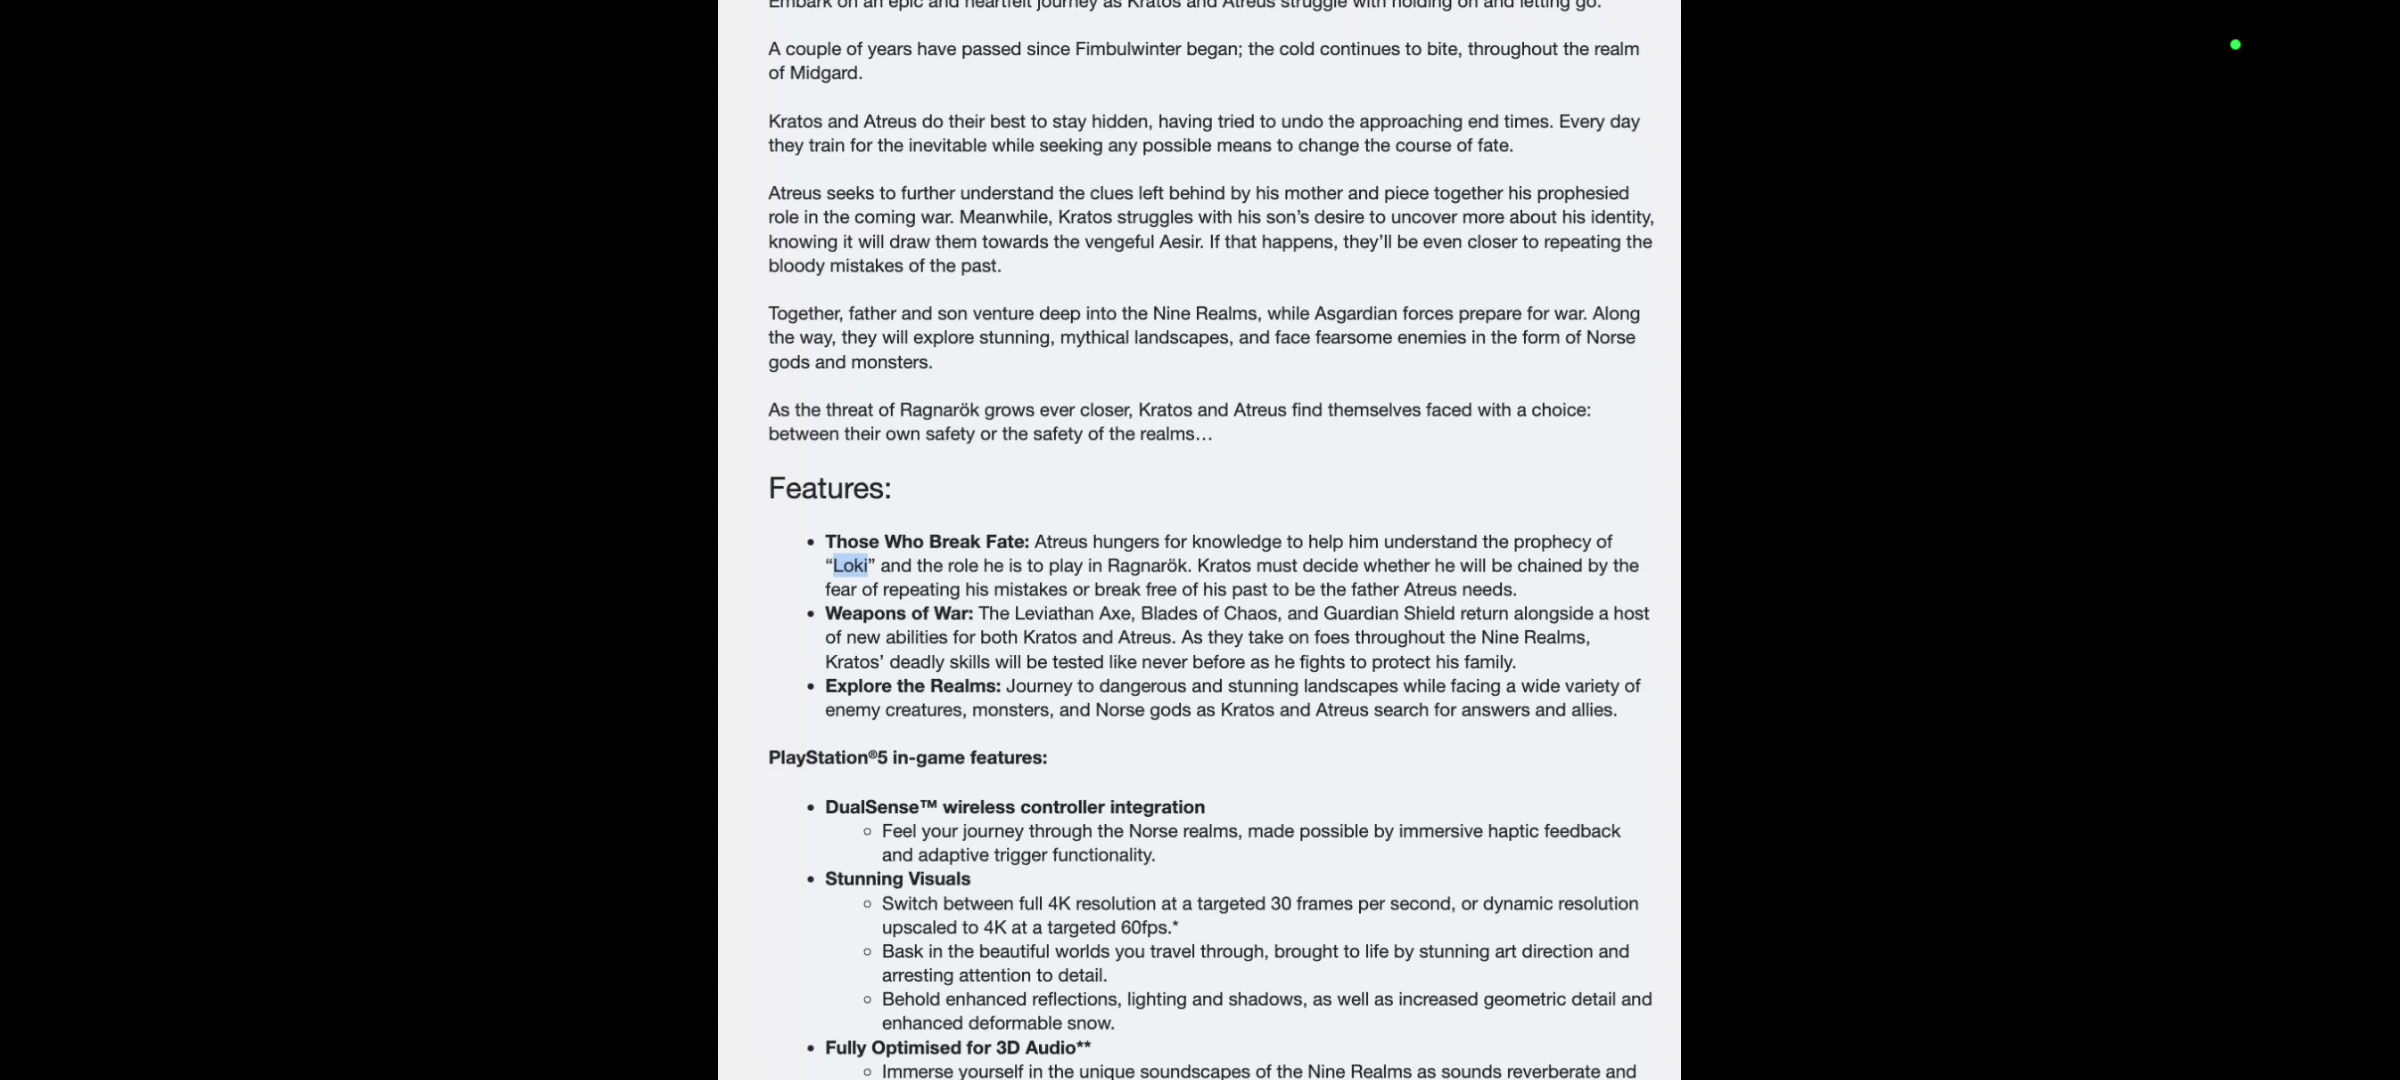 Embark on an epic and heartfelt journey as Kratos and Atreus struggle with holding on and letting go.
A couple of years have passed since Fimbulwinter began; the cold continues to bite, throughout the realm
of Midgard.
Kratos and Atreus do their best to stay hidden, having tried to undo the approaching end times. Every day
they train for the inevitable while seeking any possible means to change the course of fate.
Atreus seeks to further understand the clues left behind by his mother and piece together his prophesied
role in the coming war. Meanwhile, Kratos struggles with his son’s desire to uncover more about his identity,
knowing it will draw them towards the vengeful Aesir. If that happens, they’ll be even closer to repeating the
bloody mistakes of the past.
Together, father and son venture deep into the Nine Realms, while Asgardian forces prepare for war. Along
the way, they will explore stunning, mythical landscapes, and face fearsome enemies in the form of Norse
gods and monsters.
As the threat of Ragnarök grows ever closer, Kratos and Atreus find themselves faced with a choice:
between their own safety or the safety of the realms…
Features:
• Those Who Break Fate: Atreus hungers for knowledge to help him understand the prophecy of
“Loki” and the role he is to play in Ragnarök. Kratos must decide whether he will be chained by the
fear of repeating his mistakes or break free of his past to be the father Atreus needs.
• Weapons of War: The Leviathan Axe, Blades of Chaos, and Guardian Shield return alongside a host
of new abilities for both Kratos and Atreus. As they take on foes throughout the Nine Realms,
Kratos’ deadly skills will be tested like never before as he fights to protect his family.
• Explore the Realms: Journey to dangerous and stunning landscapes while facing a wide variety of
enemy creatures, monsters, and Norse gods as Kratos and Atreus search for answers and allies.
PlayStation®5 in-game features:
• DualSense™ wireless controller integration
◦ Feel your journey through the Norse realms, made possible by immersive haptic feedback
and adaptive trigger functionality.
• Stunning Visuals
◦ Switch between full 4K resolution at a targeted 30 frames per second, or dynamic resolution
upscaled to 4K at a targeted 60fps.*
◦ Bask in the beautiful worlds you travel through, brought to life by stunning art direction and
arresting attention to detail.
◦ Behold enhanced reflections, lighting and shadows, as well as increased geometric detail and
enhanced deformable snow.
• Fully Optimised for 3D Audio**
◦ Immerse yourself in the unique soundscapes of the Nine Realms as sounds reverberate and